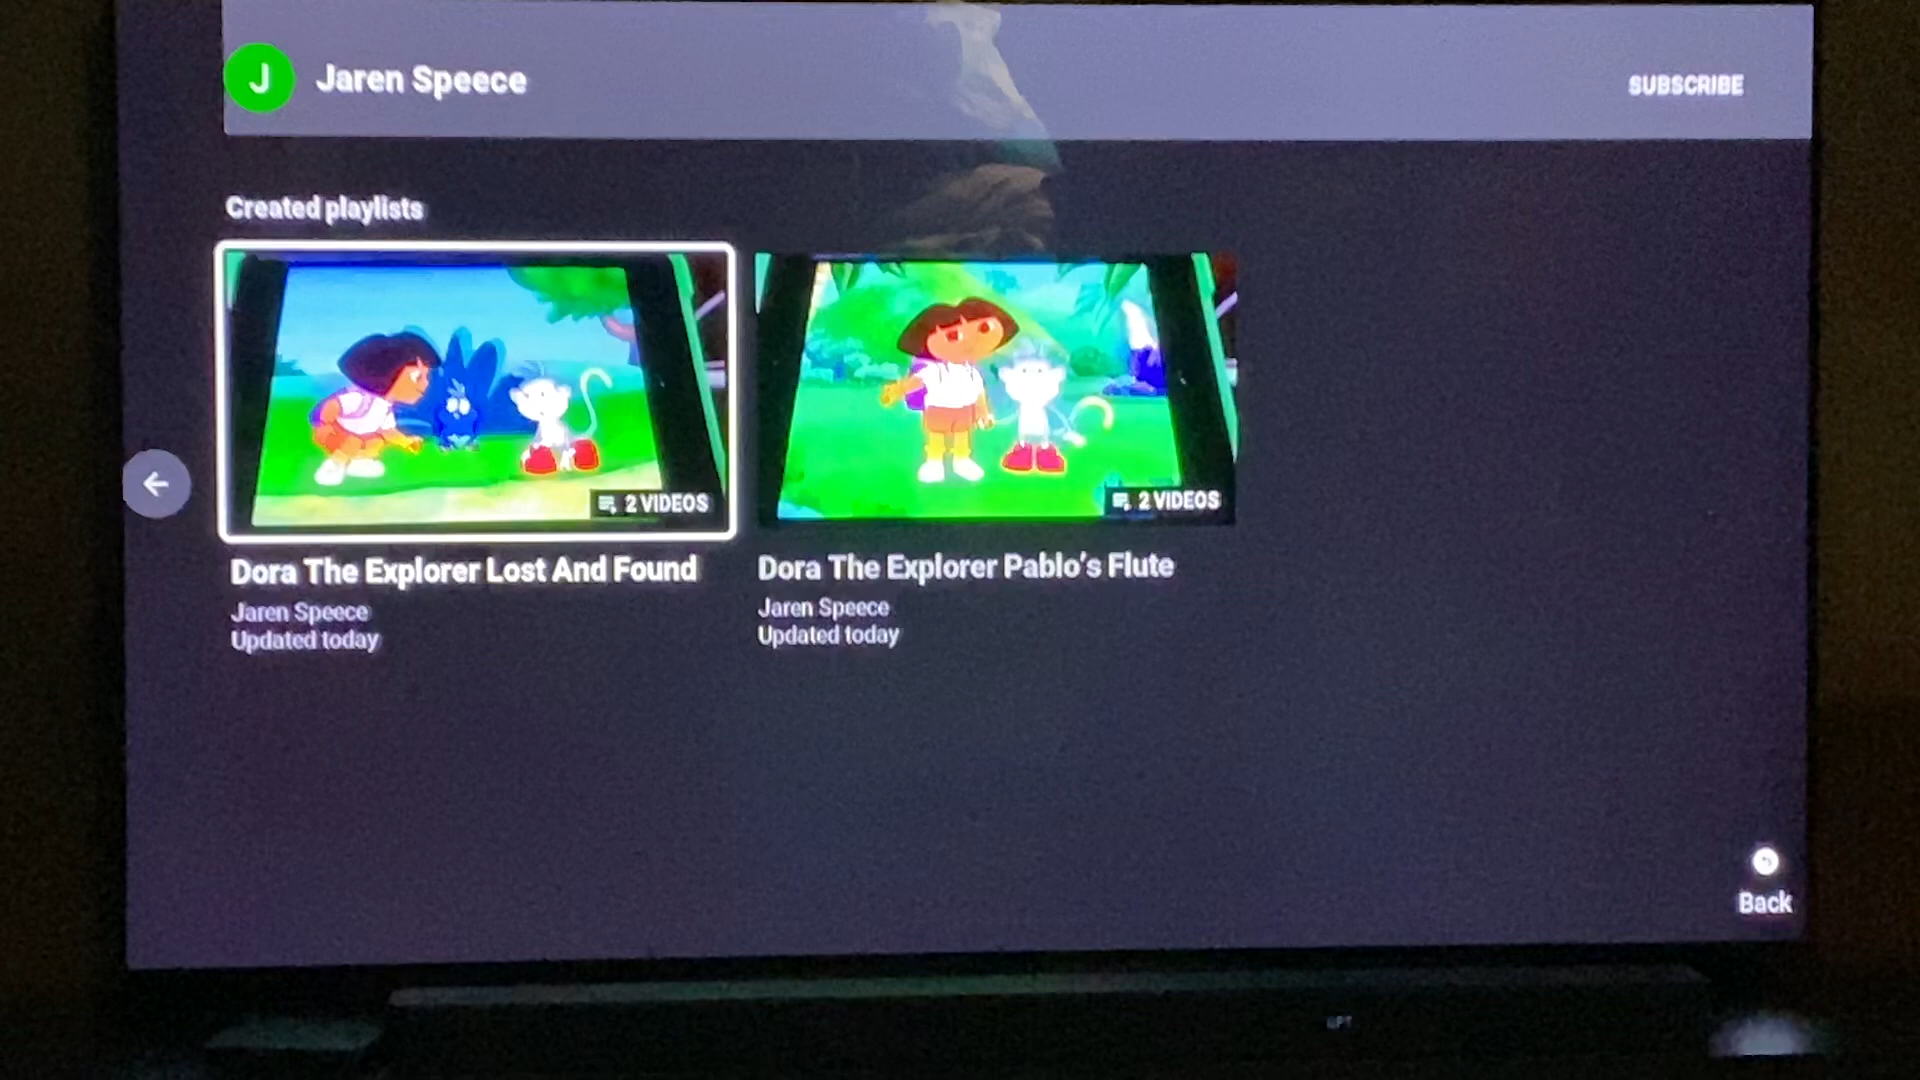 J
Jaren Speece
SUBSCRIBE
Created playlists
2 VIDEOS
2 VIDEOS
Dora The Explorer Lost And Found
Jaren Speece
Updated today
Dora The Explorer Pablo's Flute
Jaren Speece
Updated today
Back